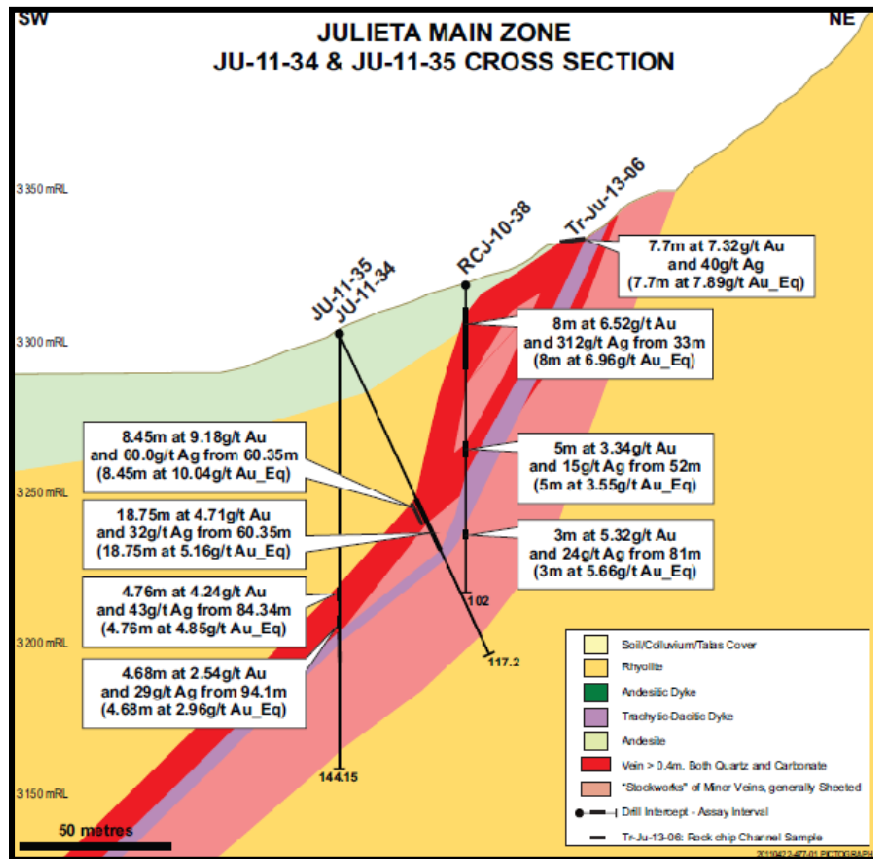 SW
NE
JULIETA MAIN ZONE
JU-11-34 & JU-11-35 CROSS SECTION
3350 mRL
3300 mRL
3250 mRL
3200 mRL
3150 mRL
JU-11-35
JU-11-34
RCJ-10-38
Tr-Ju-13-06
7.7m at 7.32g/t Au
and 40g/t Ag
(7.7m at 7.89g/t Au_Eq)
8m at 6.52g/t Au
and 312g/t Ag from 33m
(8m at 6.96g/t Au_Eq)
8.45m at 9.18g/t Au
and 60.0g/t Ag from 60.35m
(8.45m at 10.04g/t Au_Eq)
5m at 3.34g/t Au
and 15g/t Ag from 52m
(5m at 3.55g/t Au_Eq)
18.75m at 4.71g/t Au
and 32g/t Ag from 60.35m
(18.75m at 5.16g/t Au_Eq)
3m at 5.32g/t Au
and 24g/t Ag from 81m
(3m at 5.66g/t Au_Eq)
4.76m at 4.24g/t Au
and 43g/t Ag from 84.34m
(4.76m at 4.85g/t Au_Eq)
4.68m at 2.54g/t Au
and 29g/t Ag from 94.1m
(4.68m at 2.96g/t Au_Eq)
102
117.2
144.15
50 metres
Soil/Colluvium/Talas Cover
Rhyolite
Andesitic Dyke
Trachytic-Dacitic Dyke
Andesite
Vein > 0.4m. Both Quartz and Carbonate
"Stockworks" of Minor Veins, generally Sheeted
Drill Intercept - Assay Interval
Tr-Ju-13-06: Rock chip Channel Sample
PICTOGRAPH